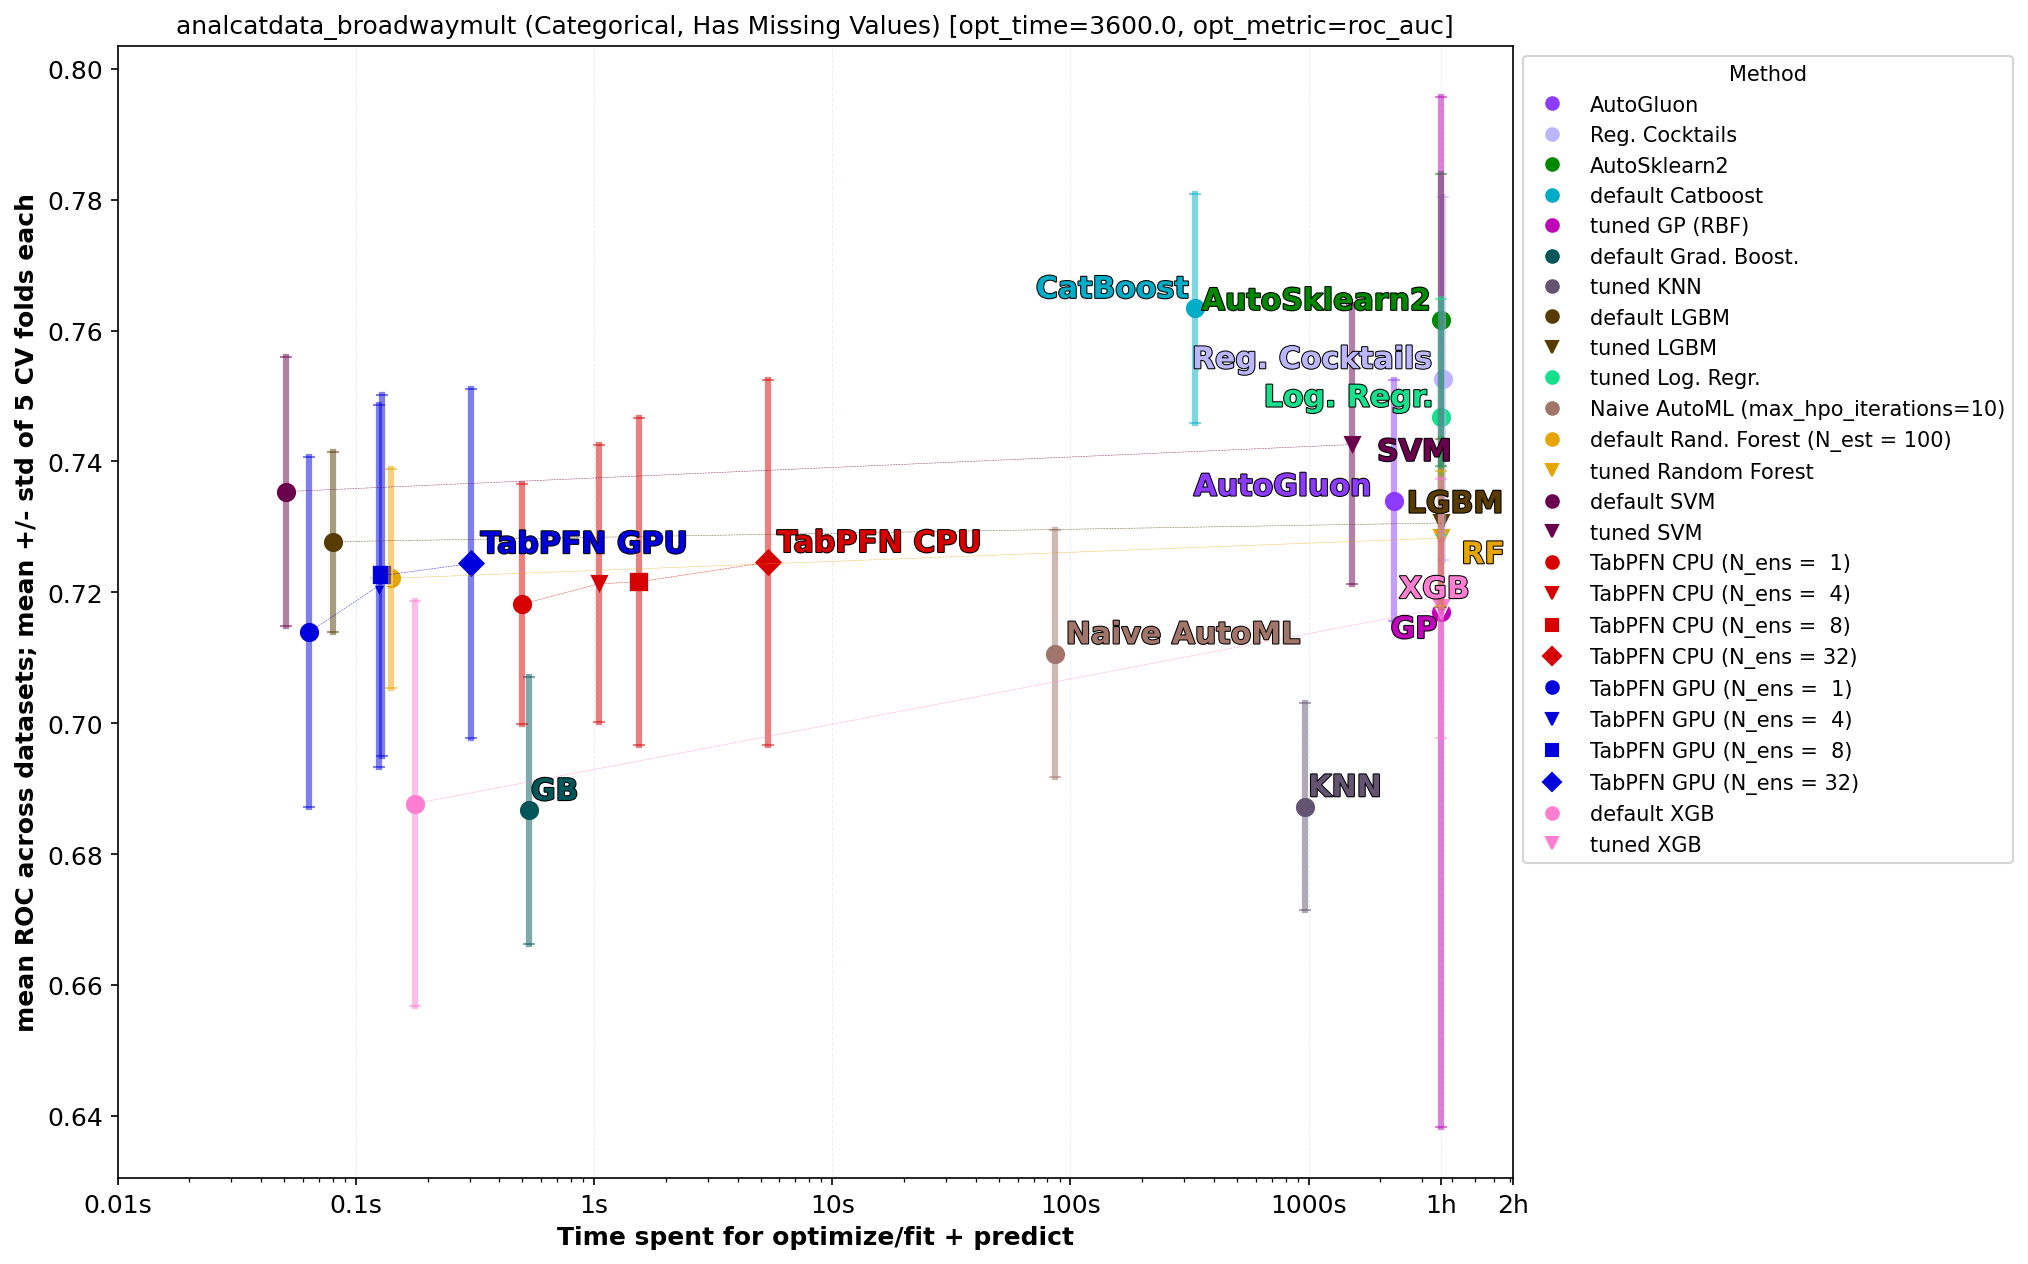 analcatdata_broadwaymult (Categorical, Has Missing Values) [opt_time=3600.0, opt_metric=roc_auc]
mean ROC across datasets; mean +/- std of 5 CV folds each
0.80
0.78
0.76
0.74
0.72
0.70
0.68
0.66
0.64
CatBoost
AutoSklearn2
Reg. Cocktails
Log. Regr.
SVM
AutoGluon
LGBM
TabPFN GPU
TabPFN CPU
RF
XGB
GP
Naive AutoML
GB
KNN
0.01s 0.1s 1s 10s 100s 1000s 1h 2h
Time spent for optimize/fit + predict
Method
AutoGluon
Reg. Cocktails
AutoSklearn2
default Catboost
tuned GP (RBF)
default Grad. Boost.
tuned KNN
default LGBM
tuned LGBM
tuned Log. Regr.
Naive AutoML (max_hpo_iterations=10)
default Rand. Forest (N_est = 100)
tuned Random Forest
default SVM
tuned SVM
TabPFN CPU (N_ens =  1)
TabPFN CPU (N_ens =  4)
TabPFN CPU (N_ens =  8)
TabPFN CPU (N_ens = 32)
TabPFN GPU (N_ens =  1)
TabPFN GPU (N_ens =  4)
TabPFN GPU (N_ens =  8)
TabPFN GPU (N_ens = 32)
default XGB
tuned XGB